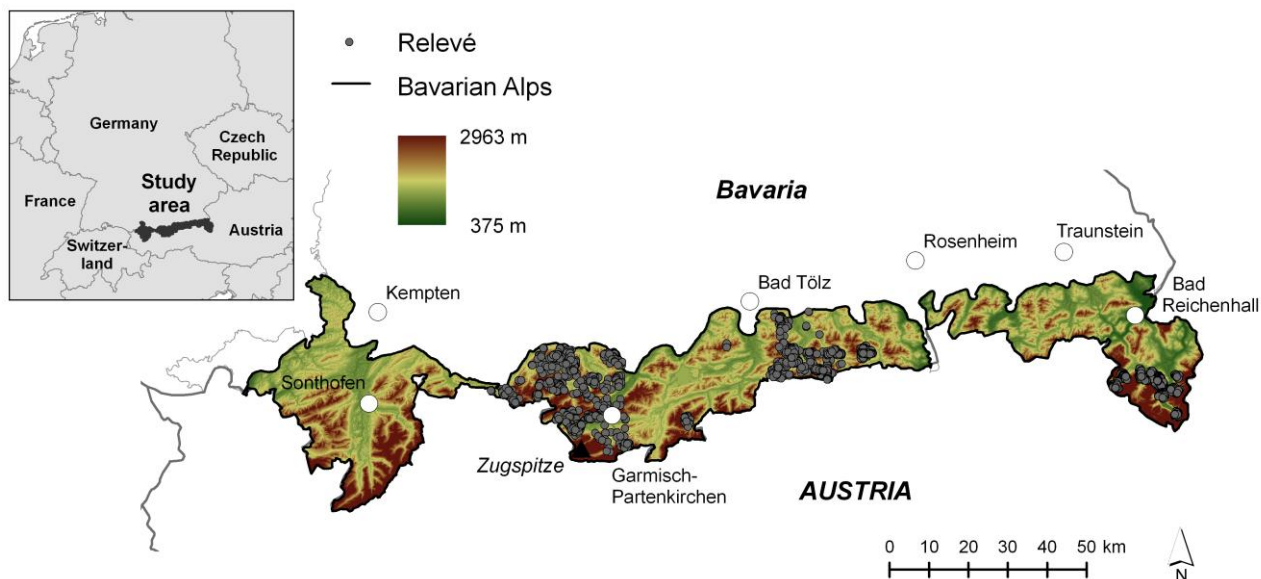 Germany
Czech
Republic
Study
area
France
Austria
Switzer-
land
Relevé
Bavarian Alps
2963 m
375 m
Bavaria
Traunstein
Rosenheim
Bad Tölz
Bad
Reichenhall
Kempten
Sonthofen
Zugspitze
Garmisch-
Partenkirchen
AUSTRIA
0 10 20 30 40 50 km
N